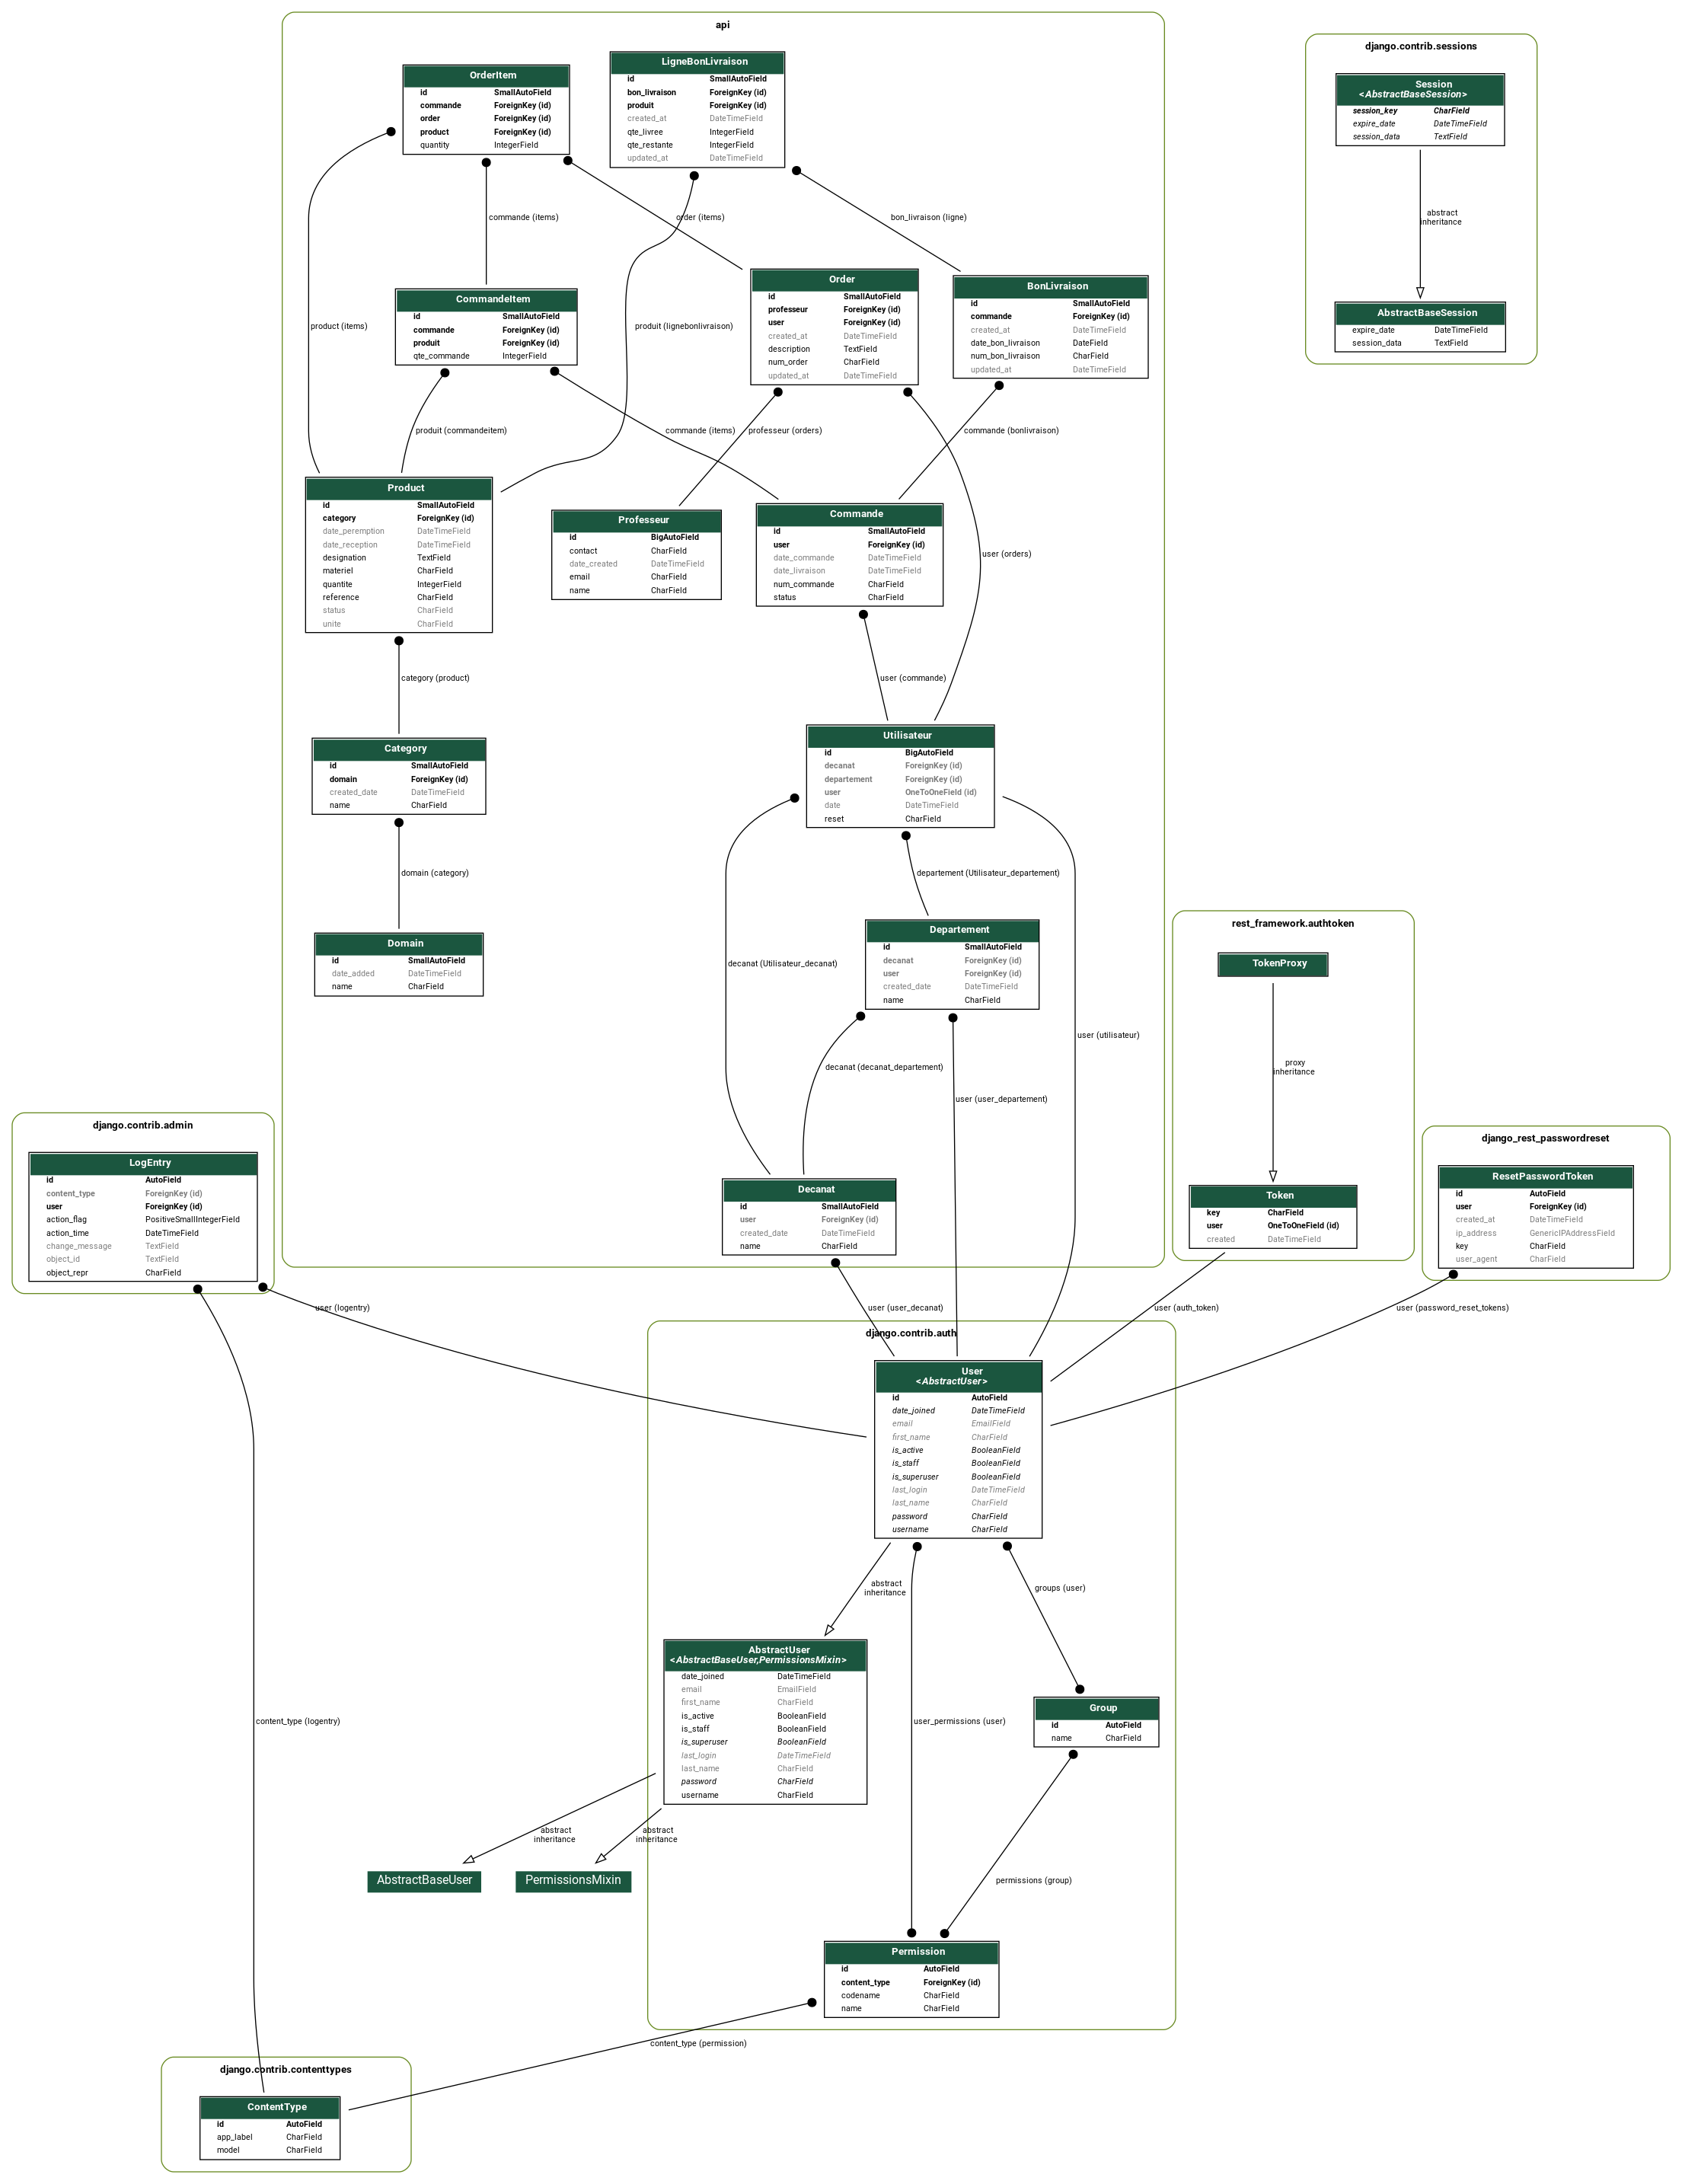 api
OrderItem
id SmallAutoField
commande ForeignKey (id)
order ForeignKey (id)
product ForeignKey (id)
quantity IntegerField
LigneBonLivraison
id SmallAutoField
bon_livraison ForeignKey (id)
produit ForeignKey (id)
created_at DateTimeField
qte_livree IntegerField
qte_restante IntegerField
updated_at DateTimeField
commande (items)
order (items)
bon_livraison (ligne)
product (items)
produit (lignebonlivraison)
CommandeItem
id SmallAutoField
commande ForeignKey (id)
produit ForeignKey (id)
qte_commande IntegerField
Order
id SmallAutoField
professeur ForeignKey (id)
user ForeignKey (id)
created_at DateTimeField
description TextField
num_order CharField
updated_at DateTimeField
BonLivraison
id SmallAutoField
commande ForeignKey (id)
created_at DateTimeField
date_bon_livraison DateField
num_bon_livraison CharField
updated_at DateTimeField
produit (commandeitem)
commande (items)
professeur (orders)
commande (bonlivraison)
Product
id SmallAutoField
category ForeignKey (id)
date_peremption DateTimeField
date_reception DateTimeField
designation TextField
materiel CharField
quantite IntegerField
reference CharField
status CharField
unite CharField
Professeur
id BigAutoField
contact CharField
date_created DateTimeField
email CharField
name CharField
Commande
id SmallAutoField
user ForeignKey (id)
date_commande DateTimeField
date_livraison DateTimeField
num_commande CharField
status CharField
user (orders)
category (product)
user (commande)
Category
id SmallAutoField
domain ForeignKey (id)
created_date DateTimeField
name CharField
Utilisateur
id BigAutoField
decanat ForeignKey (id)
departement ForeignKey (id)
user OneToOneField (id)
date DateTimeField
reset CharField
domain (category)
departement (Utilisateur_departement)
Domain
id SmallAutoField
date_added DateTimeField
name CharField
Departement
id SmallAutoField
decanat ForeignKey (id)
user ForeignKey (id)
created_date DateTimeField
name CharField
decanat (Utilisateur_decanat)
user (utilisateur)
decanat (decanat_departement)
user (user_departement)
Decanat
id SmallAutoField
user ForeignKey (id)
created_date DateTimeField
name CharField
django.contrib.sessions
Session
<AbstractBaseSession>
session_key CharField
expire_date DateTimeField
session_data TextField
abstract
inheritance
AbstractBaseSession
expire_date DateTimeField
session_data TextField
rest_framework.authtoken
TokenProxy
proxy
inheritance
Token
key CharField
user OneToOneField (id)
created DateTimeField
django_rest_passwordreset
ResetPasswordToken
id AutoField
user ForeignKey (id)
created_at DateTimeField
ip_address GenericIPAddressField
key CharField
user_agent CharField
django.contrib.admin
LogEntry
id AutoField
content_type ForeignKey (id)
user ForeignKey (id)
action_flag PositiveSmallIntegerField
action_time DateTimeField
change_message TextField
object_id TextField
object_repr CharField
user (logentry)
user (user_decanat)
user (auth_token)
user (password_reset_tokens)
django.contrib.auth
User
<AbstractUser>
id AutoField
date_joined DateTimeField
email EmailField
first_name CharField
is_active BooleanField
is_staff BooleanField
is_superuser BooleanField
last_login DateTimeField
last_name CharField
password CharField
username CharField
abstract
inheritance
groups (user)
AbstractUser
<AbstractBaseUser,PermissionsMixin>
date_joined DateTimeField
email EmailField
first_name CharField
is_active BooleanField
is_staff BooleanField
is_superuser BooleanField
last_login DateTimeField
last_name CharField
password CharField
username CharField
content_type (logentry)
user_permissions (user)
Group
id AutoField
name CharField
abstract
inheritance
abstract
inheritance
AbstractBaseUser
PermissionsMixin
permissions (group)
Permission
id AutoField
content_type ForeignKey (id)
codename CharField
name CharField
content_type (permission)
django.contrib.contenttypes
ContentType
id AutoField
app_label CharField
model CharField